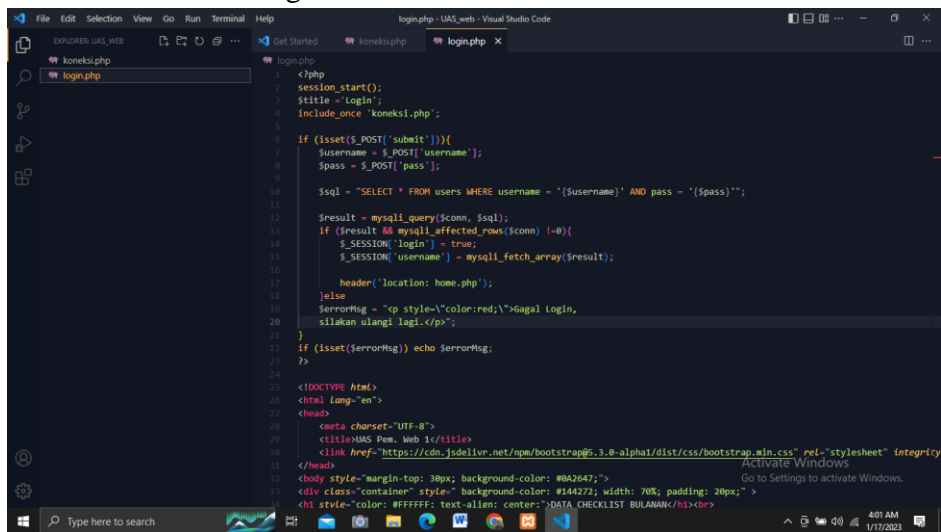 File Edit Selection View Go Run Terminal Help login.php - UAS_web - Visual Studio Code
EXPLORER: UAS_WEB
koneksi.php
login.php
Get Started koneksi.php login.php
login.php
1 <?php
2 session_start();
3 $title ='Login';
4 include_once 'koneksi.php';
5
6 if (isset($_POST['submit'])){
7 $username = $_POST['username'];
8 $pass = $_POST['pass'];
9
10 $sql = "SELECT * FROM users WHERE username = '{$username}' AND pass = '{$pass}'";
11
12 $result = mysqli_query($conn, $sql);
13 if ($result && mysqli_affected_rows($conn) !=0){
14 $_SESSION['login'] = true;
15 $_SESSION['username'] = mysqli_fetch_array($result);
16
17 header('location: home.php');
18 }else
19 $errorMsg = "<p style=\"color:red;\">Gagal Login,
20 silakan ulangi lagi.</p>";
21 }
22 if (isset($errorMsg)) echo $errorMsg;
23 ?>
24
25 <!DOCTYPE html>
26 <html lang="en">
27 <head>
28 <meta charset="UTF-8">
29 <title>UAS Pem. Web 1</title>
30 <link href="https://cdn.jsdelivr.net/npm/bootstrap@5.3.0-alpha1/dist/css/bootstrap.min.css" rel="stylesheet" integrity
31 </head>
32 <body style="margin-top: 30px; background-color: #0A2647;">
33 <div class="container" style=" background-color: #144272; width: 70%; padding: 20px;" >
<h1 style="color: #FFFFFF; text-align: center;">DATA CHECKLIST BULANAN</h1><br>
Activate Windows
Go to Settings to activate Windows.
Type here to search
4:01 AM
1/17/2023